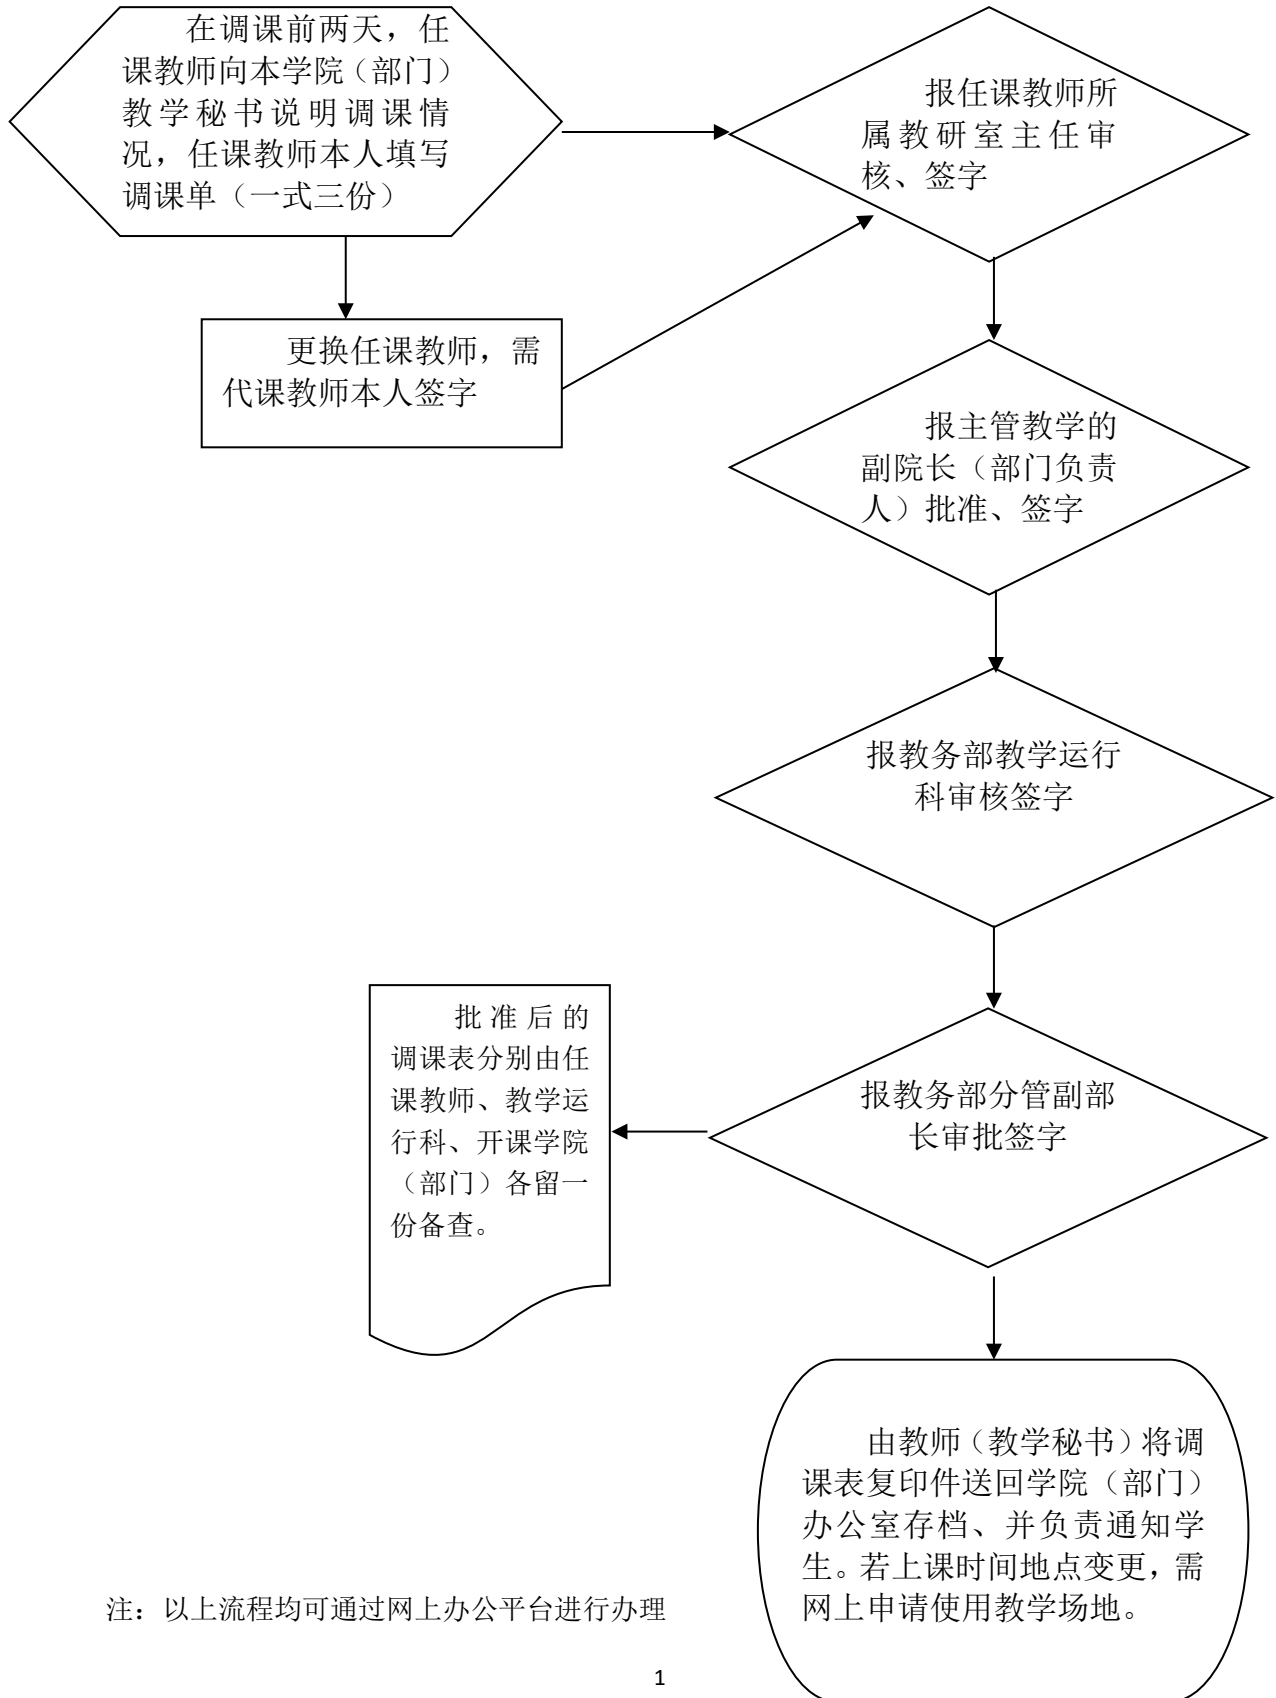 在调课前两天，任
课教师向本学院（部门）
教学秘书说明调课情
况，任课教师本人填写
调课单（一式三份）
报任课教师所
属教研室主任审
核、签字
更换任课教师，需
代课教师本人签字
报主管教学的
副院长（部门负责
人）批准、签字
报教务部教学运行
科审核签字
批准后的
调课表分别由任
课教师、教学运
行科、开课学院
（部门）各留一
份备查。
报教务部分管副部
长审批签字
由教师（教学秘书）将调
课表复印件送回学院（部门）
办公室存档、并负责通知学
生。若上课时间地点变更，需
网上申请使用教学场地。
注：以上流程均可通过网上办公平台进行办理
1